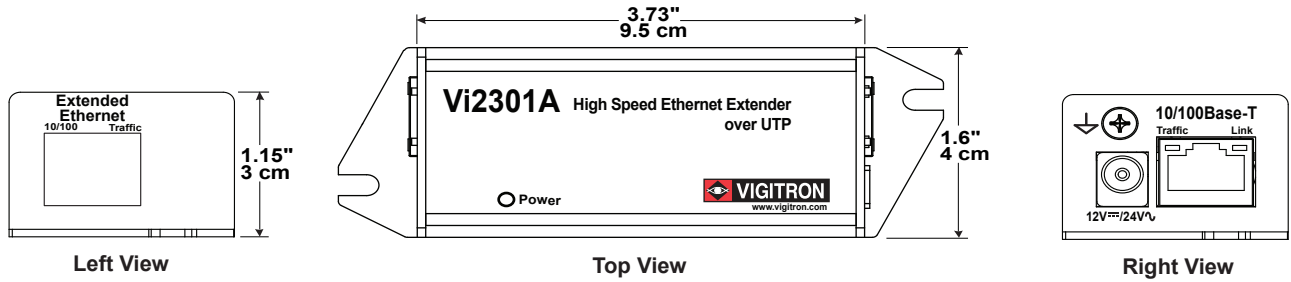 Extended
Ethernet
10/100 Traffic
1.15"
3 cm
Left View
3.73"
9.5 cm
Vi2301A High Speed Ethernet Extender
over UTP
Power
VIGITRON
www.vigitron.com
1.6"
4 cm
Top View
10/100Base-T
Traffic Link
12V⎓/24V∿
Right View